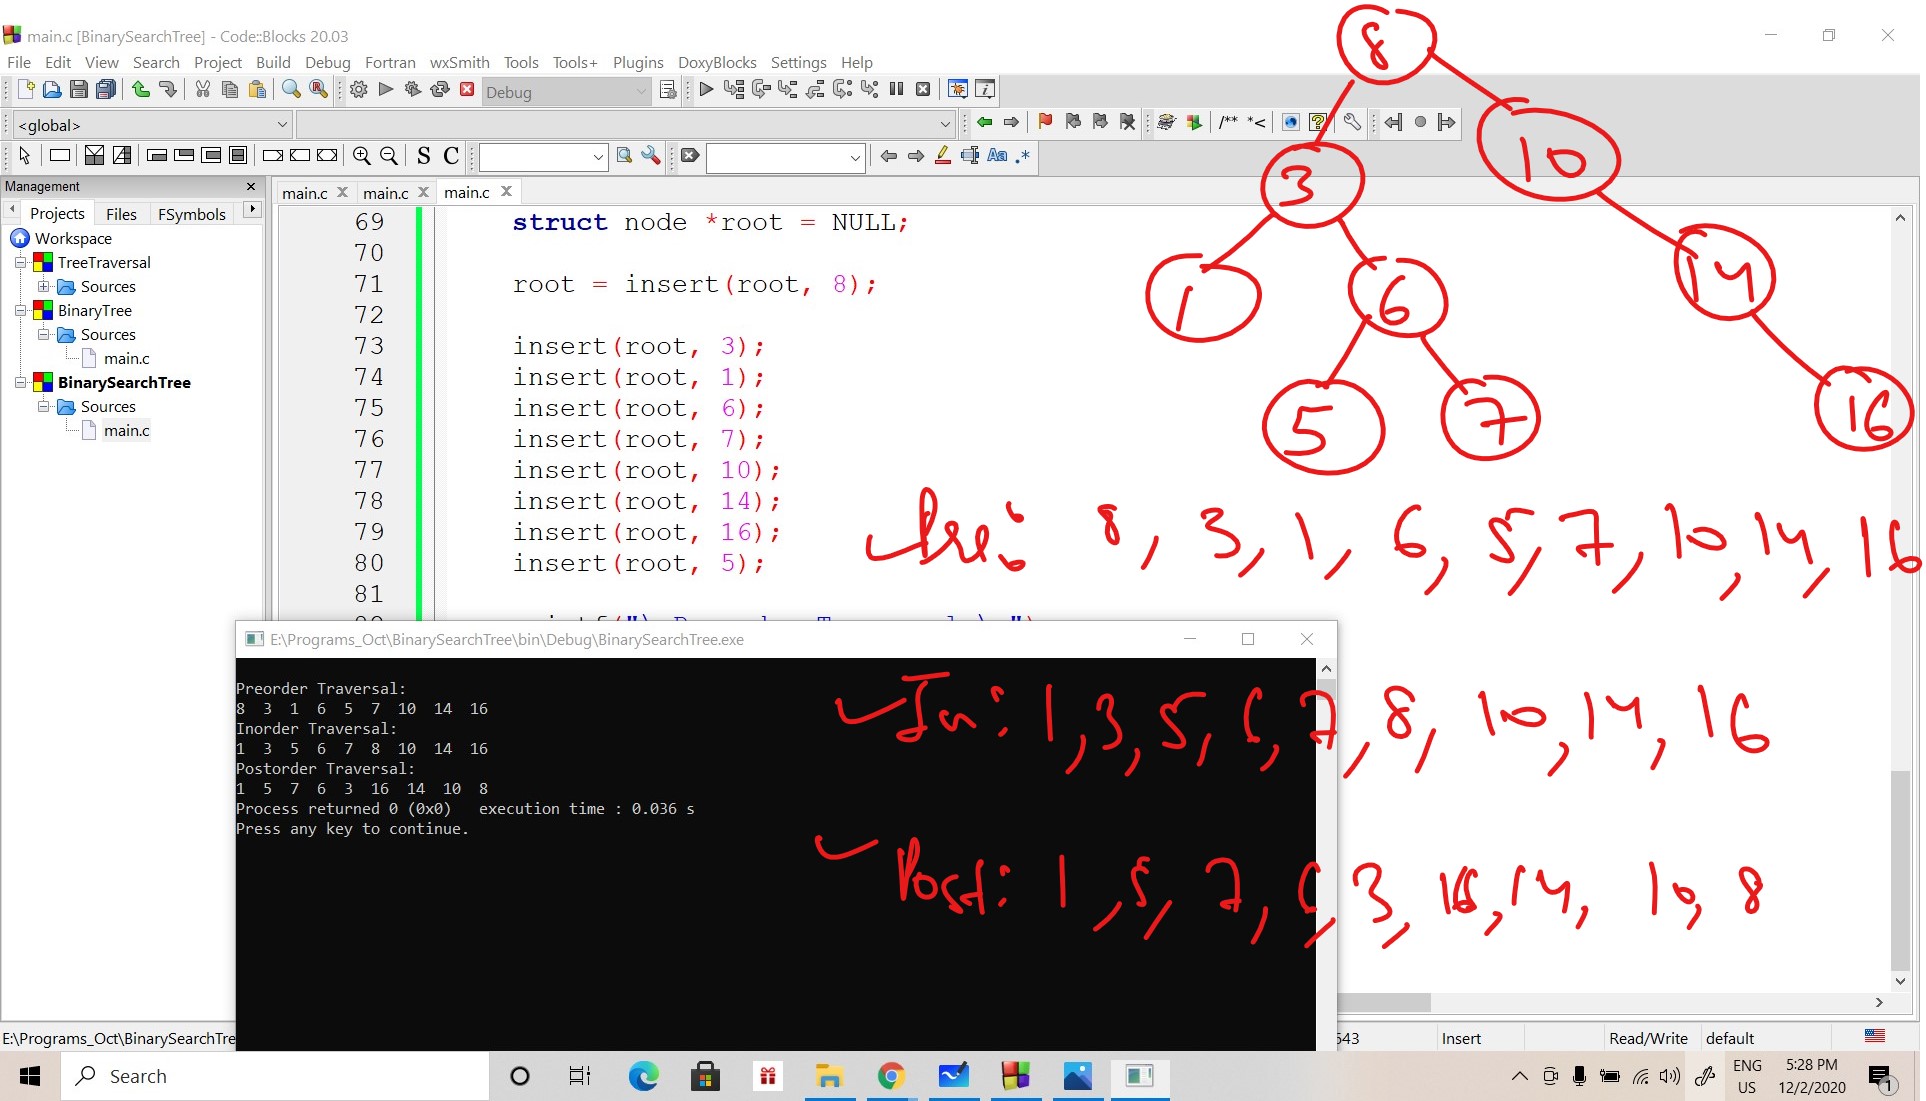 main.c [BinarySearchTree] - Code::Blocks 20.03
File Edit View Search Project Build Debug Fortran wxSmith Tools Tools+ Plugins DoxyBlocks Settings Help
Debug
<global>
/** *<
S C
Aa .*
Management
Projects Files FSymbols
Workspace
TreeTraversal
Sources
BinaryTree
Sources
main.c
BinarySearchTree
Sources
main.c
main.c X main.c X main.c X
69 struct node *root = NULL;
70
71 root = insert(root, 8);
72
73 insert(root, 3);
74 insert(root, 1);
75 insert(root, 6);
76 insert(root, 7);
77 insert(root, 10);
78 insert(root, 14);
79 insert(root, 16);
80 insert(root, 5);
81
8
3 10
1 6 14
5 7 16
Pre: 8, 3, 1, 6, 5, 7, 10, 14, 16
In: 1, 3, 5, 6, 7, 8, 10, 14, 16
Post: 1, 5, 7, 6, 3, 16, 14, 10, 8
E:\Programs_Oct\BinarySearchTree\bin\Debug\BinarySearchTree.exe
Preorder Traversal:
8 3 1 6 5 7 10 14 16
Inorder Traversal:
1 3 5 6 7 8 10 14 16
Postorder Traversal:
1 5 7 6 3 16 14 10 8
Process returned 0 (0x0) execution time : 0.036 s
Press any key to continue.
E:\Programs_Oct\BinarySearchTre 543 Insert Read/Write default
Search
ENG
US
5:28 PM
12/2/2020
1